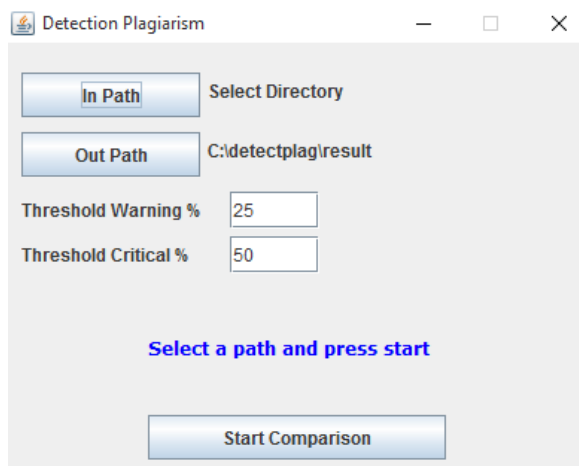 Detection Plagiarism
In Path Select Directory
Out Path C:\detectplag\result
Threshold Warning % 25
Threshold Critical % 50
Select a path and press start
Start Comparison